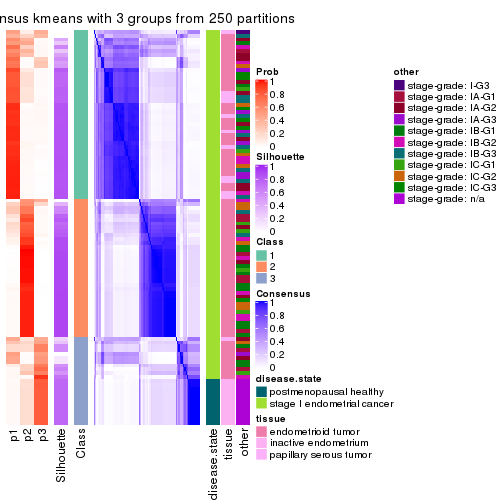 nsus kmeans with 3 groups from 250 partitions
Prob
1
0.8
0.6
0.4
0.2
0
Silhouette
1
0.8
0.6
0.4
0.2
0
Class
1
2
3
Consensus
1
0.8
0.6
0.4
0.2
0
disease.state
postmenopausal healthy
stage I endometrial cancer
tissue
endometrioid tumor
inactive endometrium
papillary serous tumor
other
stage-grade: I-G3
stage-grade: IA-G1
stage-grade: IA-G2
stage-grade: IA-G3
stage-grade: IB-G1
stage-grade: IB-G2
stage-grade: IB-G3
stage-grade: IC-G1
stage-grade: IC-G2
stage-grade: IC-G3
stage-grade: n/a
p1
p2
p3
Silhouette
Class
disease.state
tissue
other